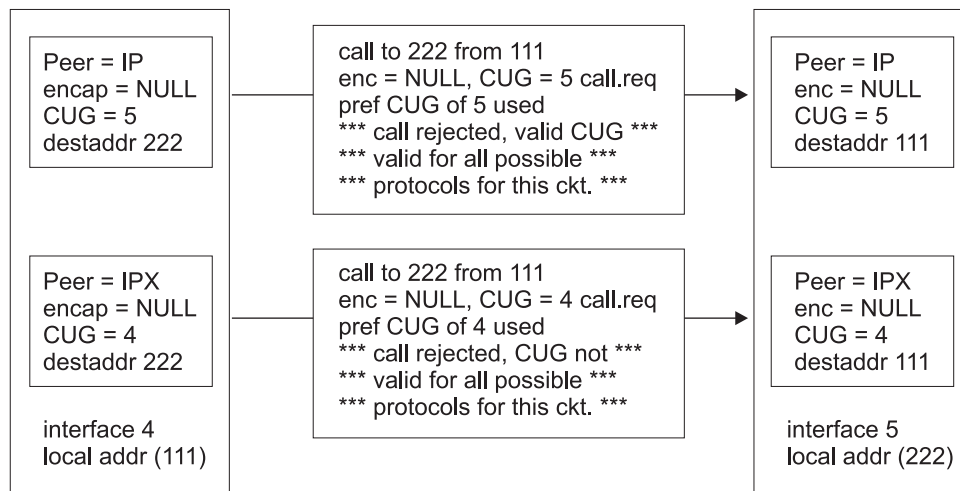 Peer = IP
encap = NULL
CUG = 5
destaddr 222
call to 222 from 111
enc = NULL, CUG = 5 call.req
pref CUG of 5 used
*** call rejected, valid CUG ***
*** valid for all possible ***
*** protocols for this ckt. ***
Peer = IP
enc = NULL
CUG = 5
destaddr 111
Peer = IPX
encap = NULL
CUG = 4
destaddr 222
call to 222 from 111
enc = NULL, CUG = 4 call.req
pref CUG of 4 used
*** call rejected, CUG not ***
*** valid for all possible ***
*** protocols for this ckt. ***
Peer = IPX
enc = NULL
CUG = 4
destaddr 111
interface 4
local addr (111)
interface 5
local addr (222)